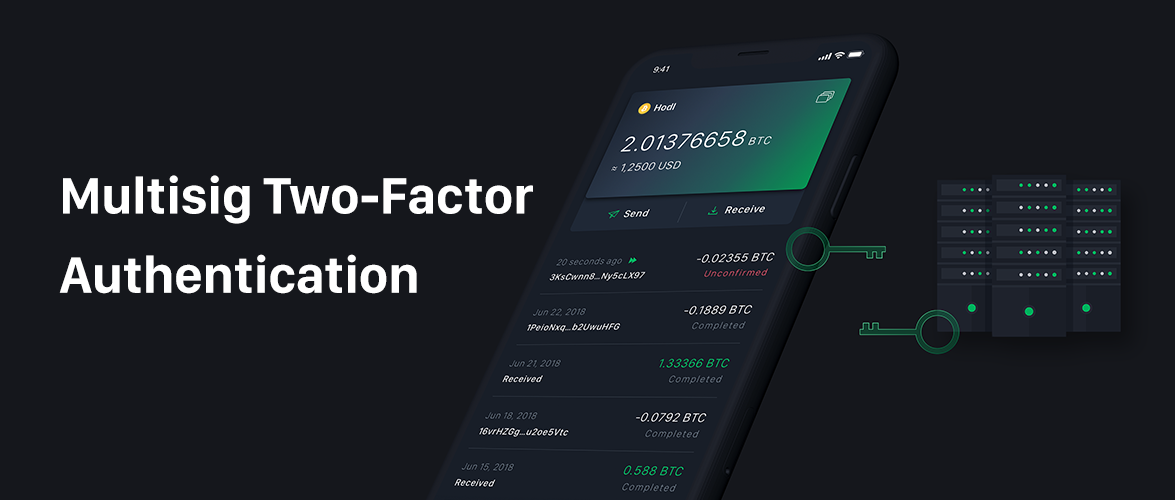 Multisig Two-Factor
Authentication
9:41
Hodl
2.01376658 BTC
≈ 1,2500 USD
Send
Receive
20 seconds ago
-0.02355 BTC
3KsCwnn8...Ny5cLX97
Unconfirmed
Jun 22, 2018
-0.1889 BTC
1PeioNxq...b2UwuHFG
Completed
Jun 21, 2018
1.33366 BTC
Received
Completed
Jun 18, 2018
-0.0792 BTC
16vrHZGg...u2oe5Vtc
Completed
Jun 15, 2018
0.588 BTC
Received
Completed